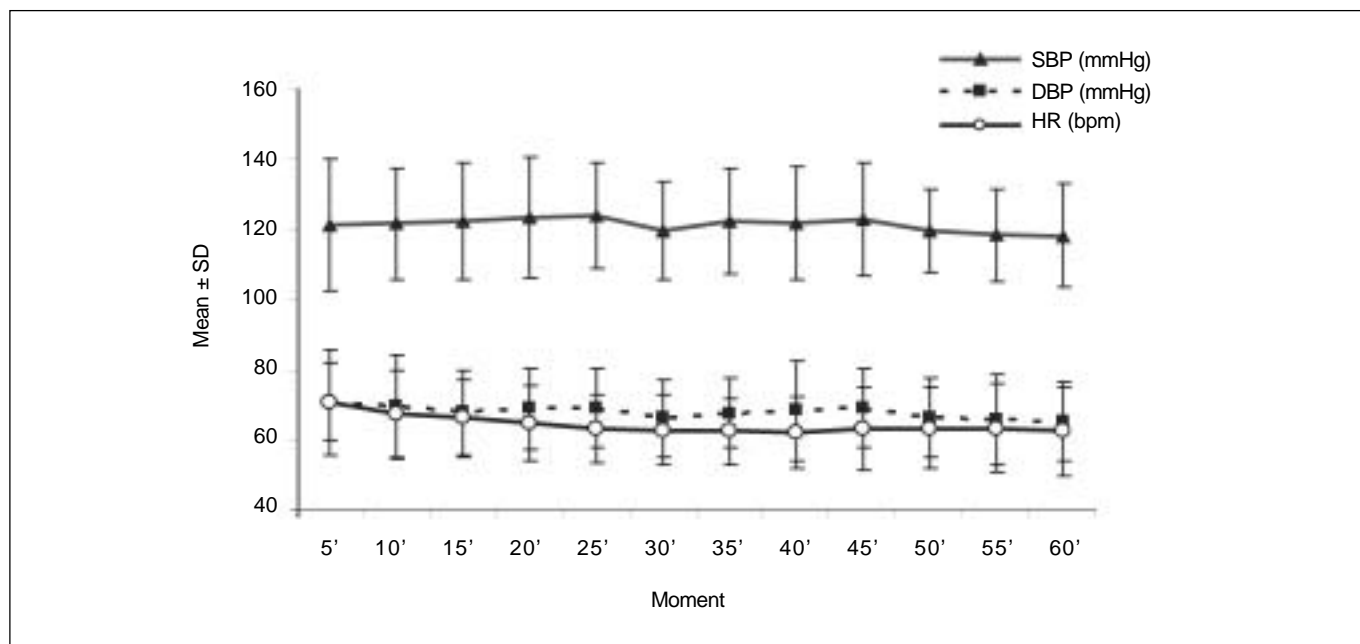 SBP (mmHg)
DBP (mmHg)
HR (bpm)
160
140
120
100
80
60
40
Mean ± SD
5’ 10’ 15’ 20’ 25’ 30’ 35’ 40’ 45’ 50’ 55’ 60’
Moment